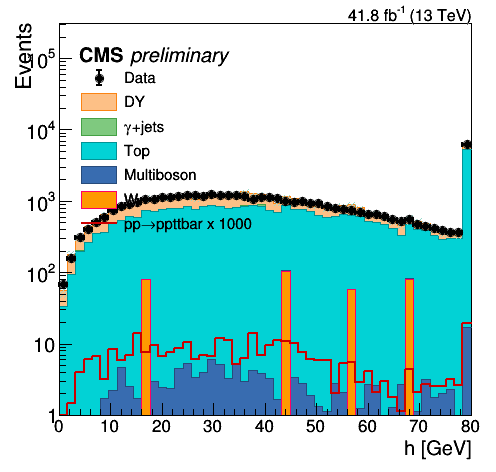 41.8 fb⁻¹ (13 TeV)
Events
CMS preliminary
Data
DY
γ+jets
Top
Multiboson
W
pp→ppttbar x 1000
10⁵
10⁴
10³
10²
10
1
0 10 20 30 40 50 60 70 80
h [GeV]